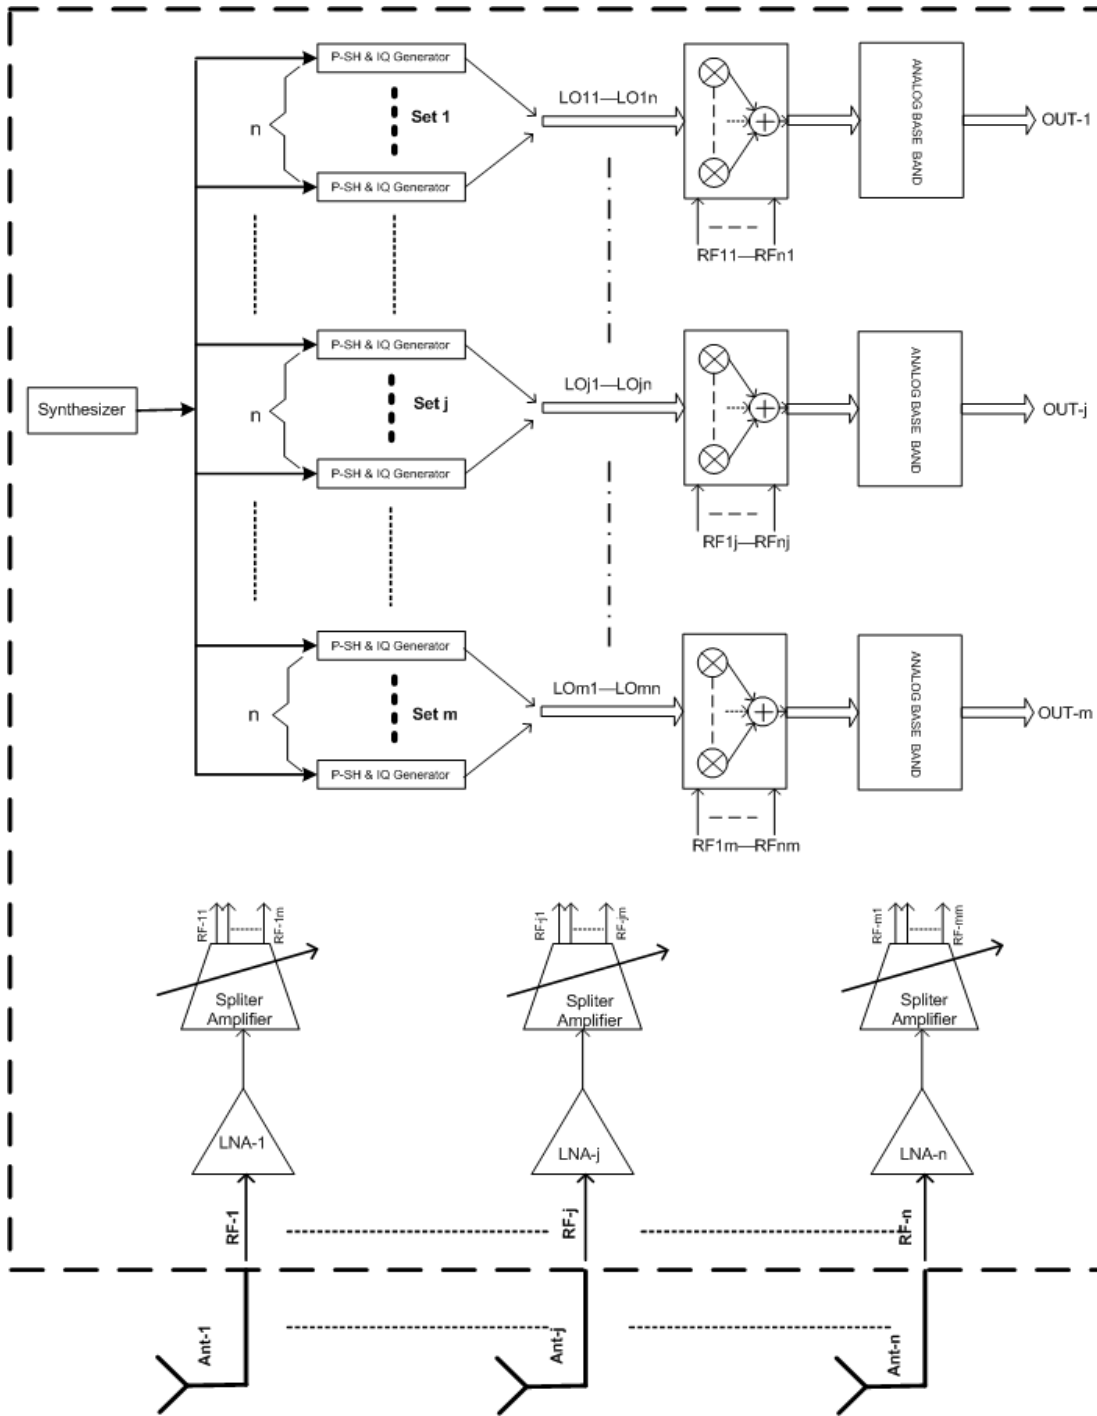 P-SH & IQ Generator
n
Set 1
P-SH & IQ Generator
LO11—LO1n
RF11—RFn1
ANALOG BASE BAND
OUT-1
Synthesizer
P-SH & IQ Generator
n
Set j
P-SH & IQ Generator
LOj1—LOjn
RF1j—RFnj
ANALOG BASE BAND
OUT-j
P-SH & IQ Generator
n
Set m
P-SH & IQ Generator
LOm1—LOmn
RF1m—RFnm
ANALOG BASE BAND
OUT-m
RF-11
RF-1m
RF-j1
RF-jm
RF-m1
RF-mm
Spliter
Amplifier
Spliter
Amplifier
Spliter
Amplifier
LNA-1
LNA-j
LNA-n
RF-1
RF-j
RF-n
Ant-1
Ant-j
Ant-n